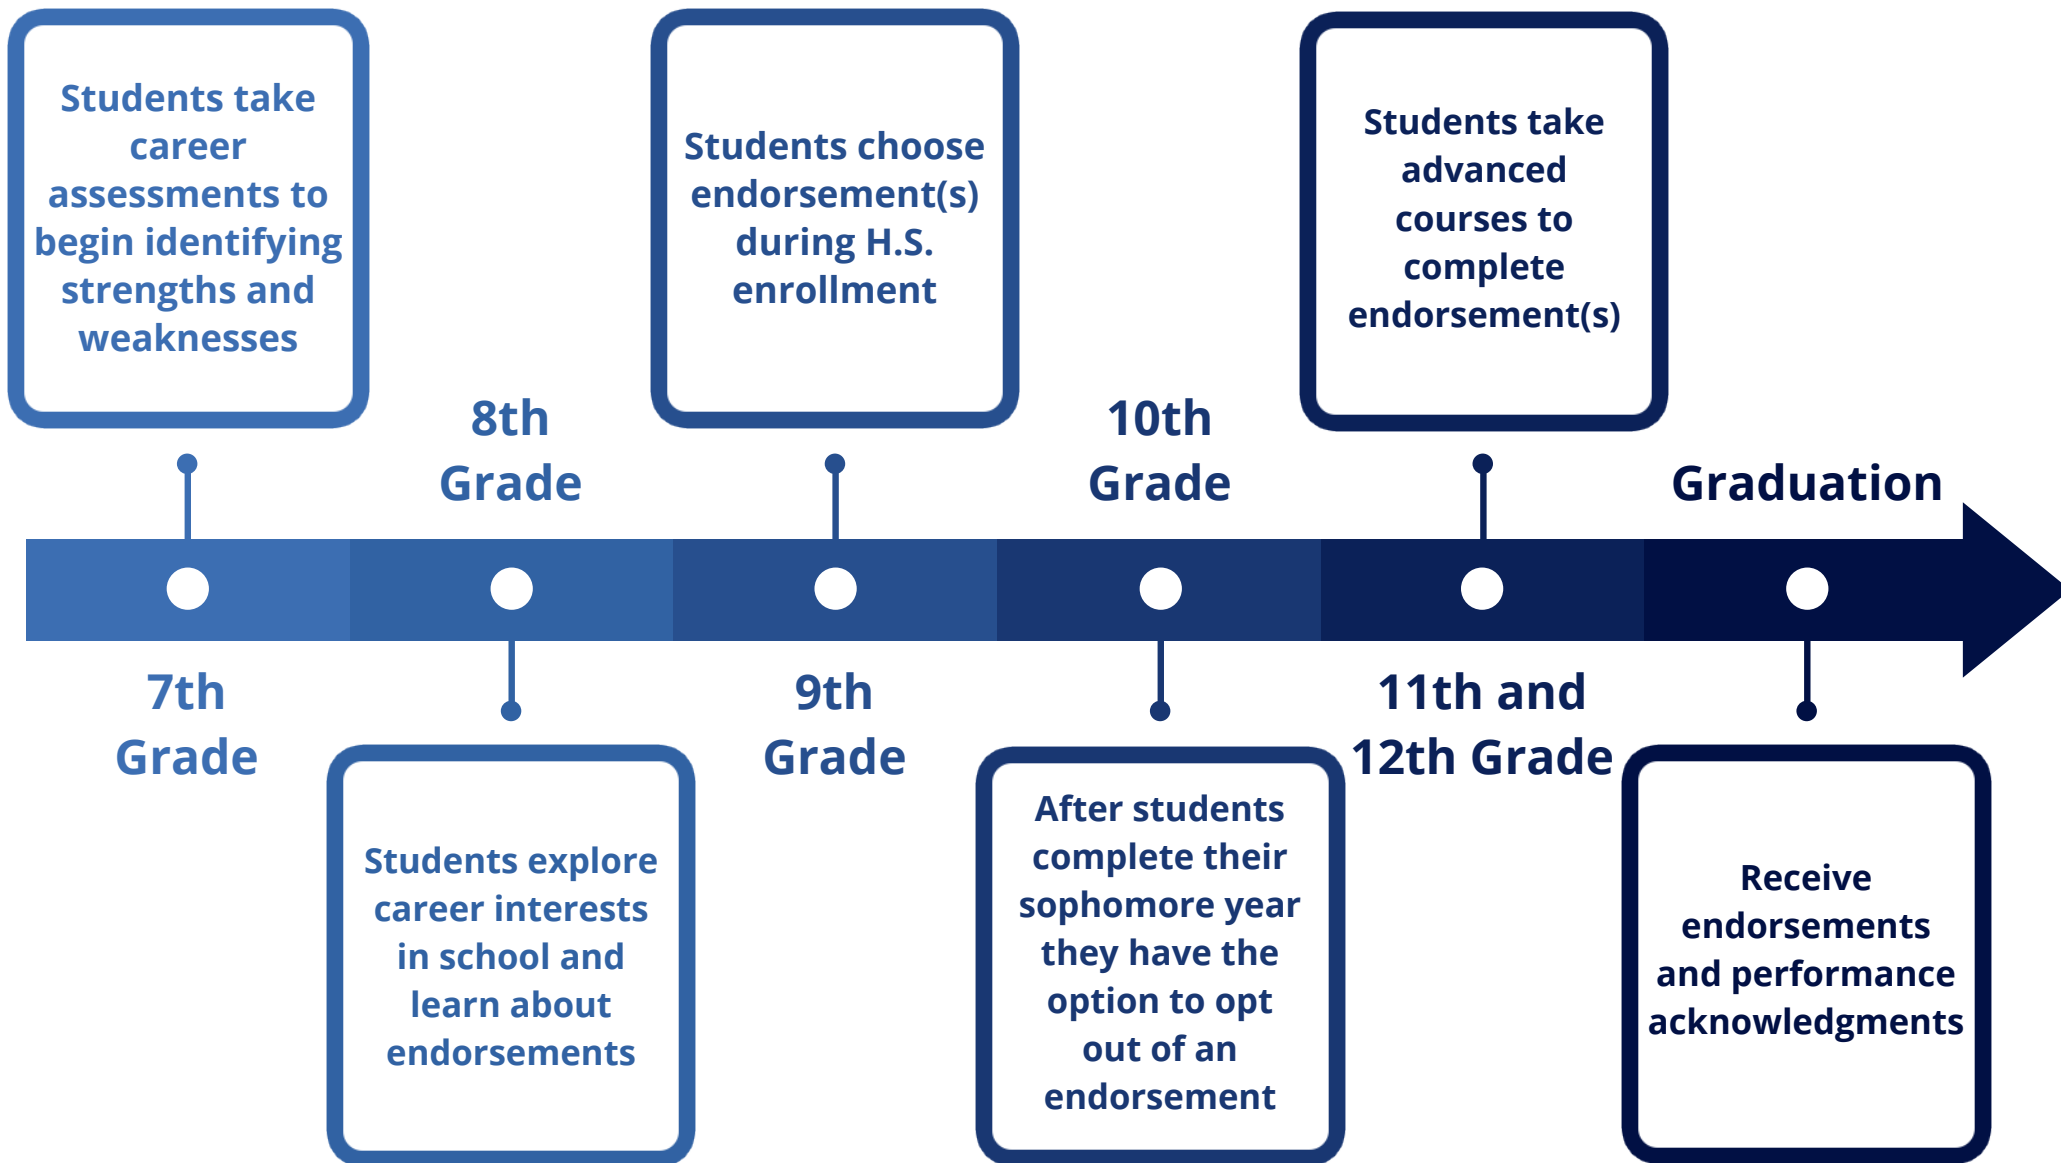 7th
Grade
Students take
career
assessments to
begin identifying
strengths and
weaknesses
8th
Grade
Students explore
career interests
in school and
learn about
endorsements
9th
Grade
Students choose
endorsement(s)
during H.S.
enrollment
10th
Grade
After students
complete their
sophomore year
they have the
option to opt
out of an
endorsement
11th and
12th Grade
Students take
advanced
courses to
complete
endorsement(s)
Graduation
Receive
endorsements
and performance
acknowledgments